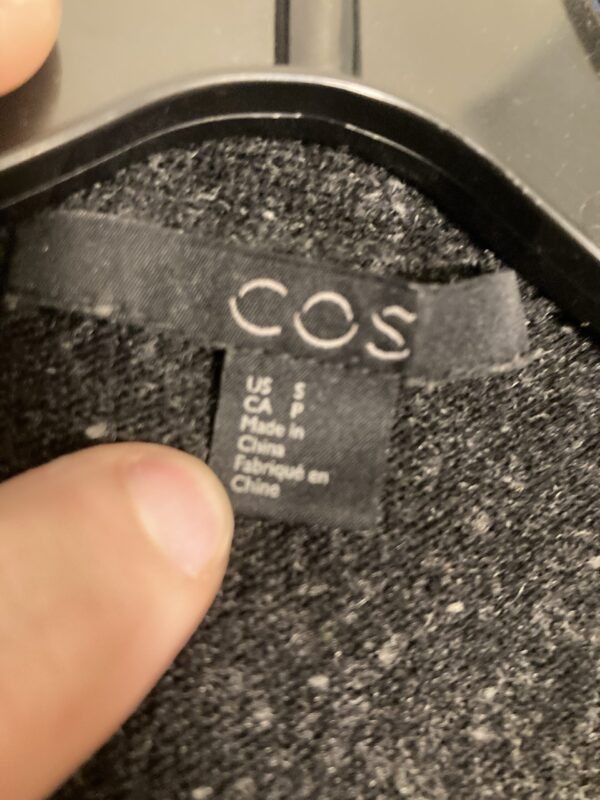 COS
US S
CA P
Made in
China
Fabriqué en
Chine